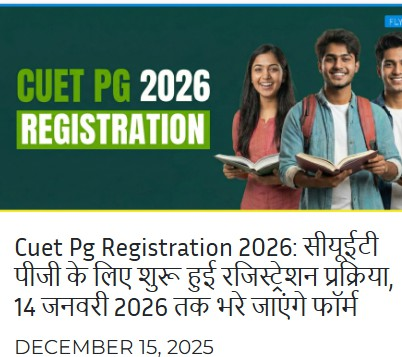 FLY
CUET PG 2026
REGISTRATION
Cuet Pg Registration 2026: सीयूईटी
पीजी के लिए शुरू हुई रजिस्ट्रेशन प्रक्रिया,
14 जनवरी 2026 तक भरे जाएंगे फॉर्म
DECEMBER 15, 2025